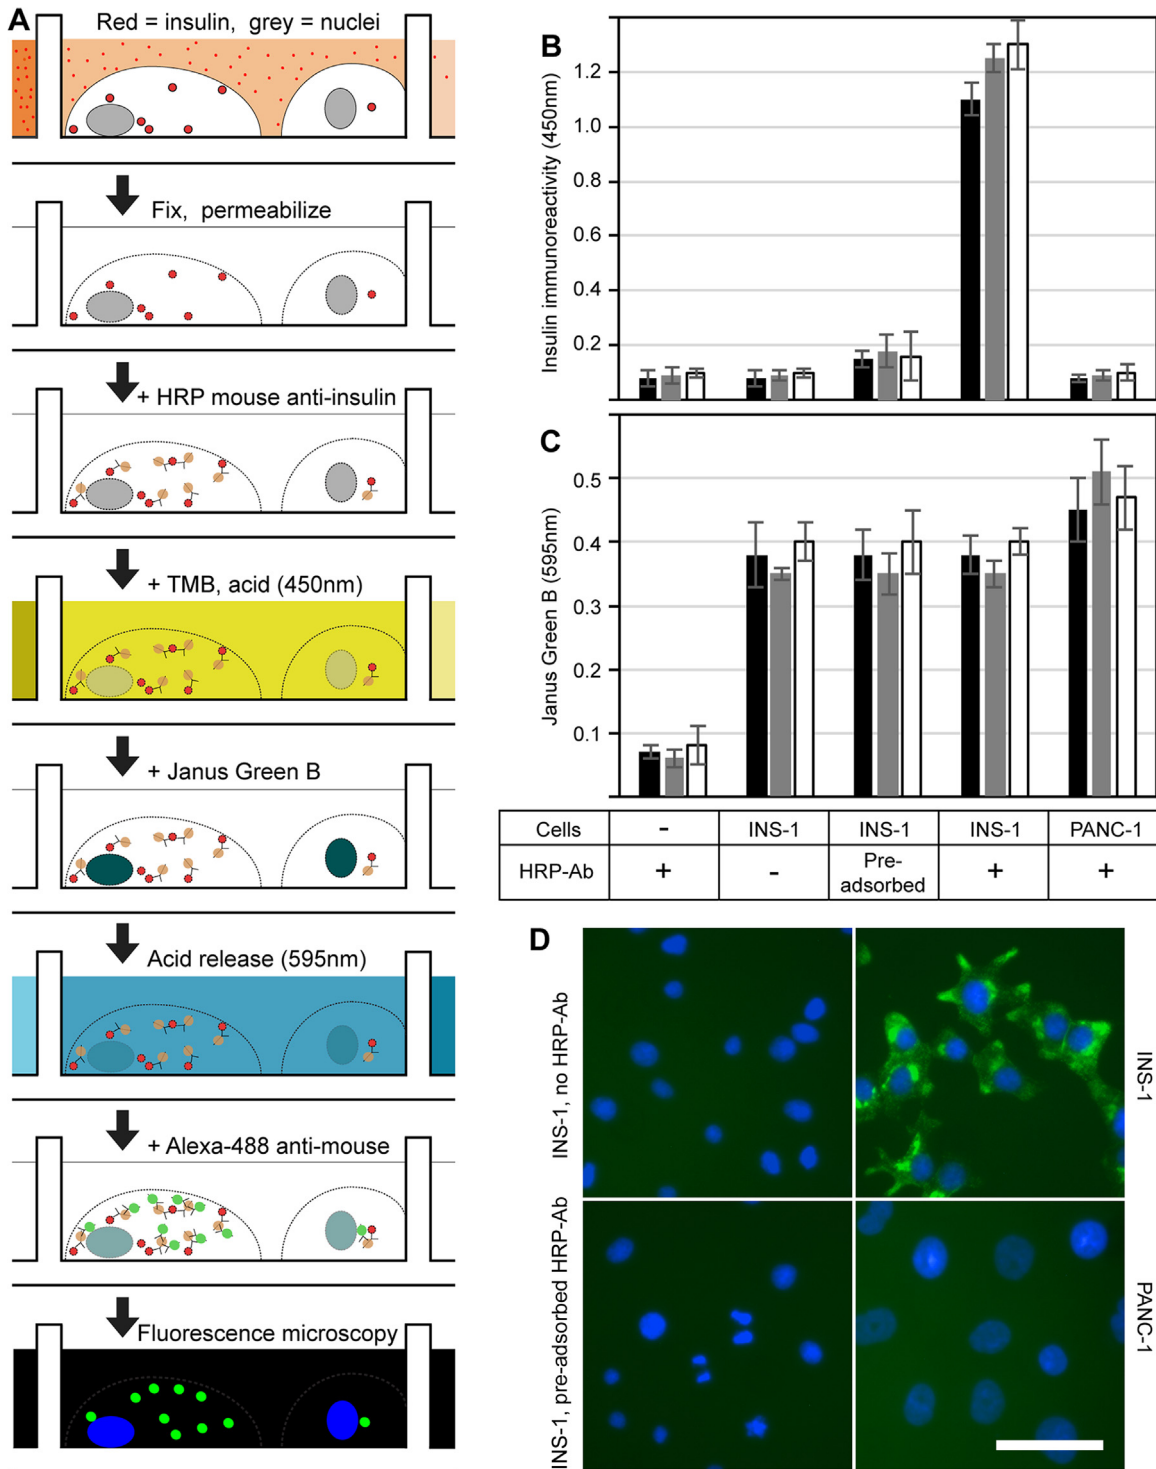 A
Red = insulin, grey = nuclei
Fix, permeabilize
+ HRP mouse anti-insulin
+ TMB, acid (450nm)
+ Janus Green B
Acid release (595nm)
+ Alexa-488 anti-mouse
Fluorescence microscopy
B
Insulin immunoreactivity (450nm)
1.2
1.0
0.8
0.6
0.4
0.2
C
Janus Green B (595nm)
0.5
0.4
0.3
0.2
0.1
Cells - INS-1 INS-1 INS-1 PANC-1
HRP-Ab + - Pre-adsorbed + +
D
INS-1, no HRP-Ab
INS-1
INS-1, pre-adsorbed HRP-Ab
PANC-1